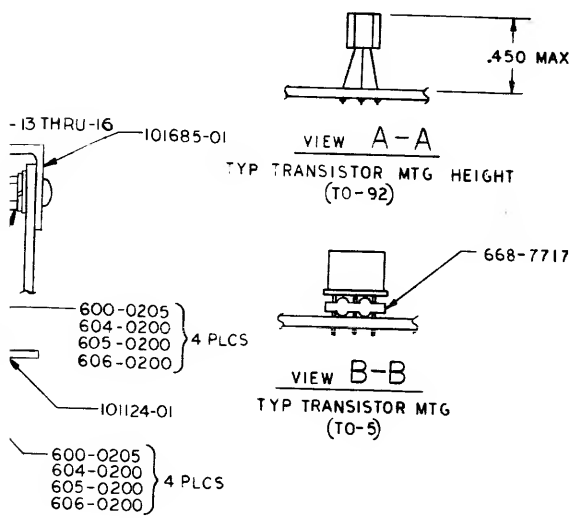 .450 MAX
VIEW A-A
TYP TRANSISTOR MTG HEIGHT
(TO-92)
-13 THRU-16
101685-01
668-7717
600-0205
604-0200
605-0200
606-0200
4 PLCS
VIEW B-B
TYP TRANSISTOR MTG
(TO-5)
101124-01
600-0205
604-0200
605-0200
606-0200
4 PLCS